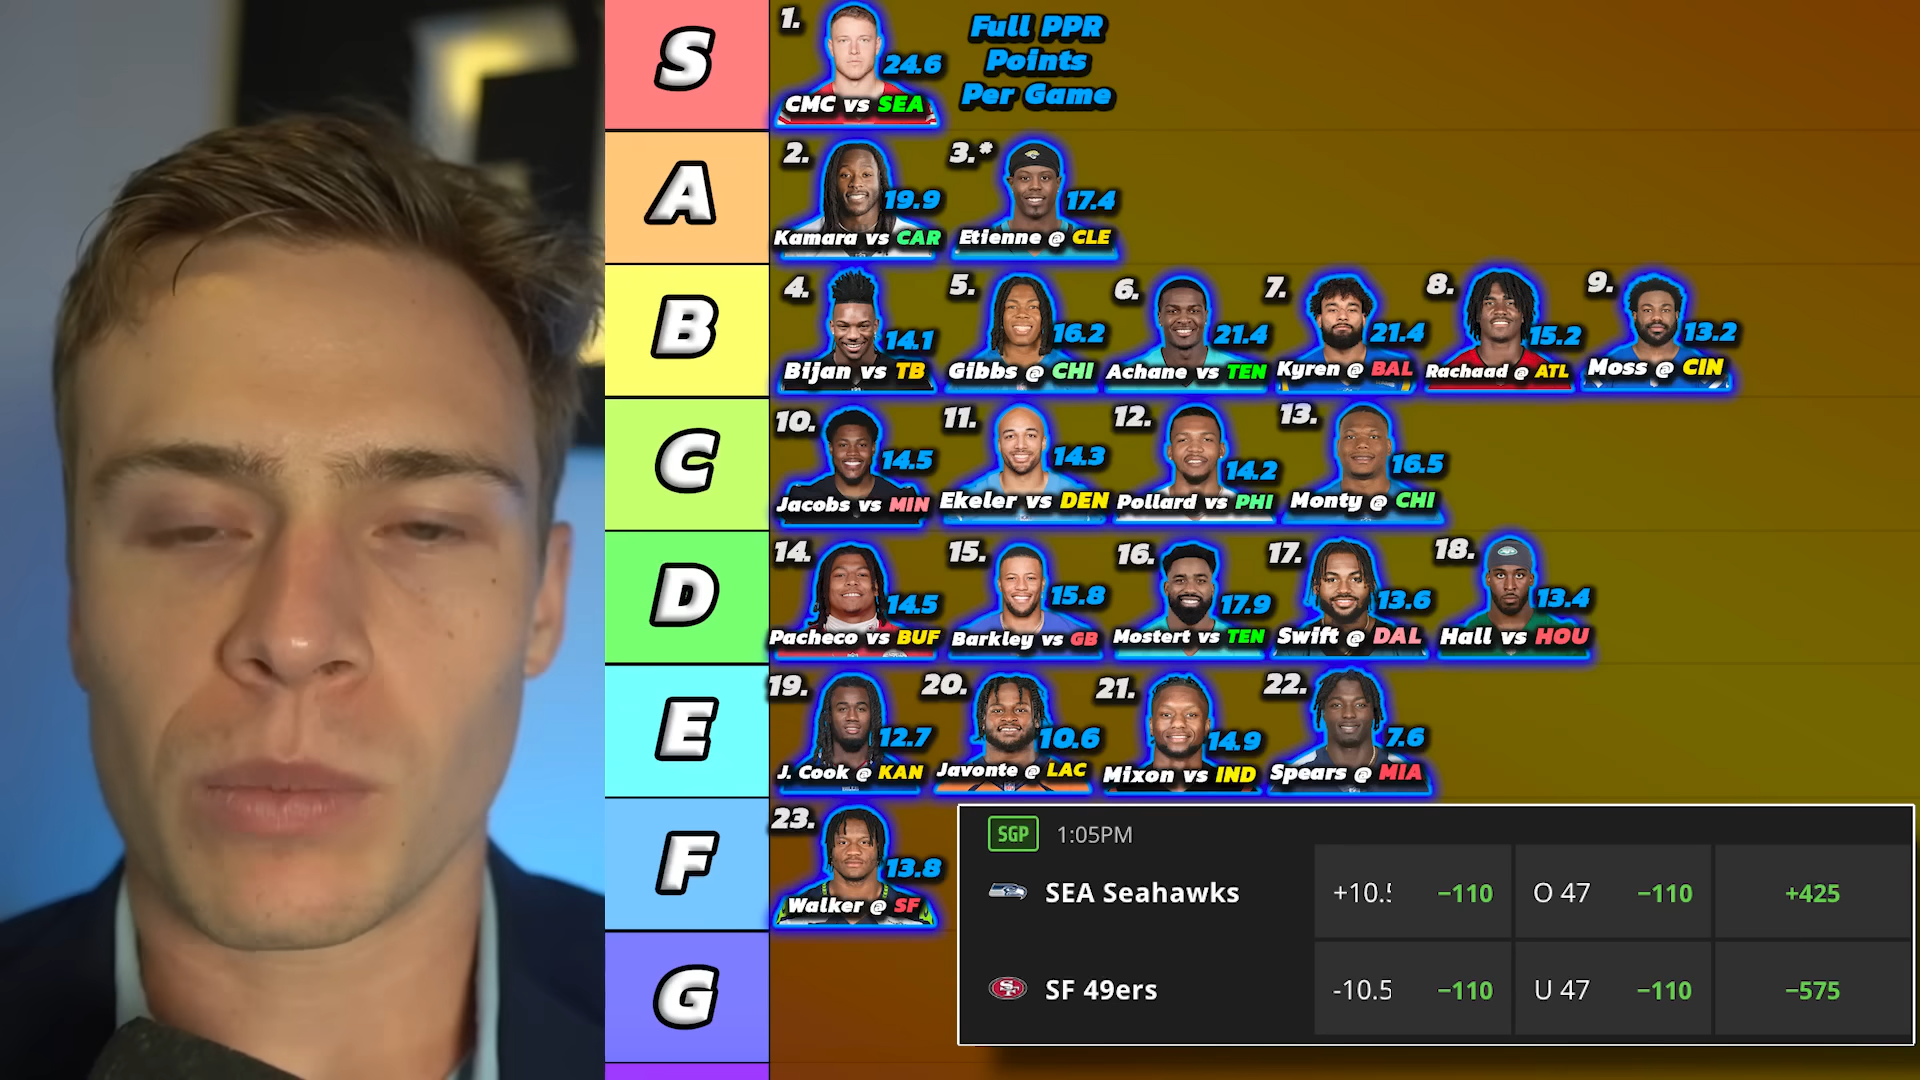 S
1.
24.6
CMC vs SEA
Full PPR
Points
Per Game
A
2.
19.9
Kamara vs CAR
3.*
17.4
Etienne @ CLE
B
4.
14.1
Bijan vs TB
5.
16.2
Gibbs @ CHI
6.
21.4
Achane vs TEN
7.
21.4
Kyren @ BAL
8.
15.2
Rachaad @ ATL
9.
13.2
Moss @ CIN
C
10.
14.5
Jacobs vs MIN
11.
14.3
Ekeler vs DEN
12.
14.2
Pollard vs PHI
13.
16.5
Monty @ CHI
D
14.
14.5
Pacheco vs BUF
15.
15.8
Barkley vs GB
16.
17.9
Mostert vs TEN
17.
13.6
Swift @ DAL
18.
13.4
Hall vs HOU
E
19.
12.7
J. Cook @ KAN
20.
10.6
Javonte @ LAC
21.
14.9
Mixon vs IND
22.
7.6
Spears @ MIA
F
23.
13.8
Walker @ SF
G
SGP 1:05PM
SEA Seahawks +10.5 −110 O 47 −110 +425
SF 49ers -10.5 −110 U 47 −110 −575